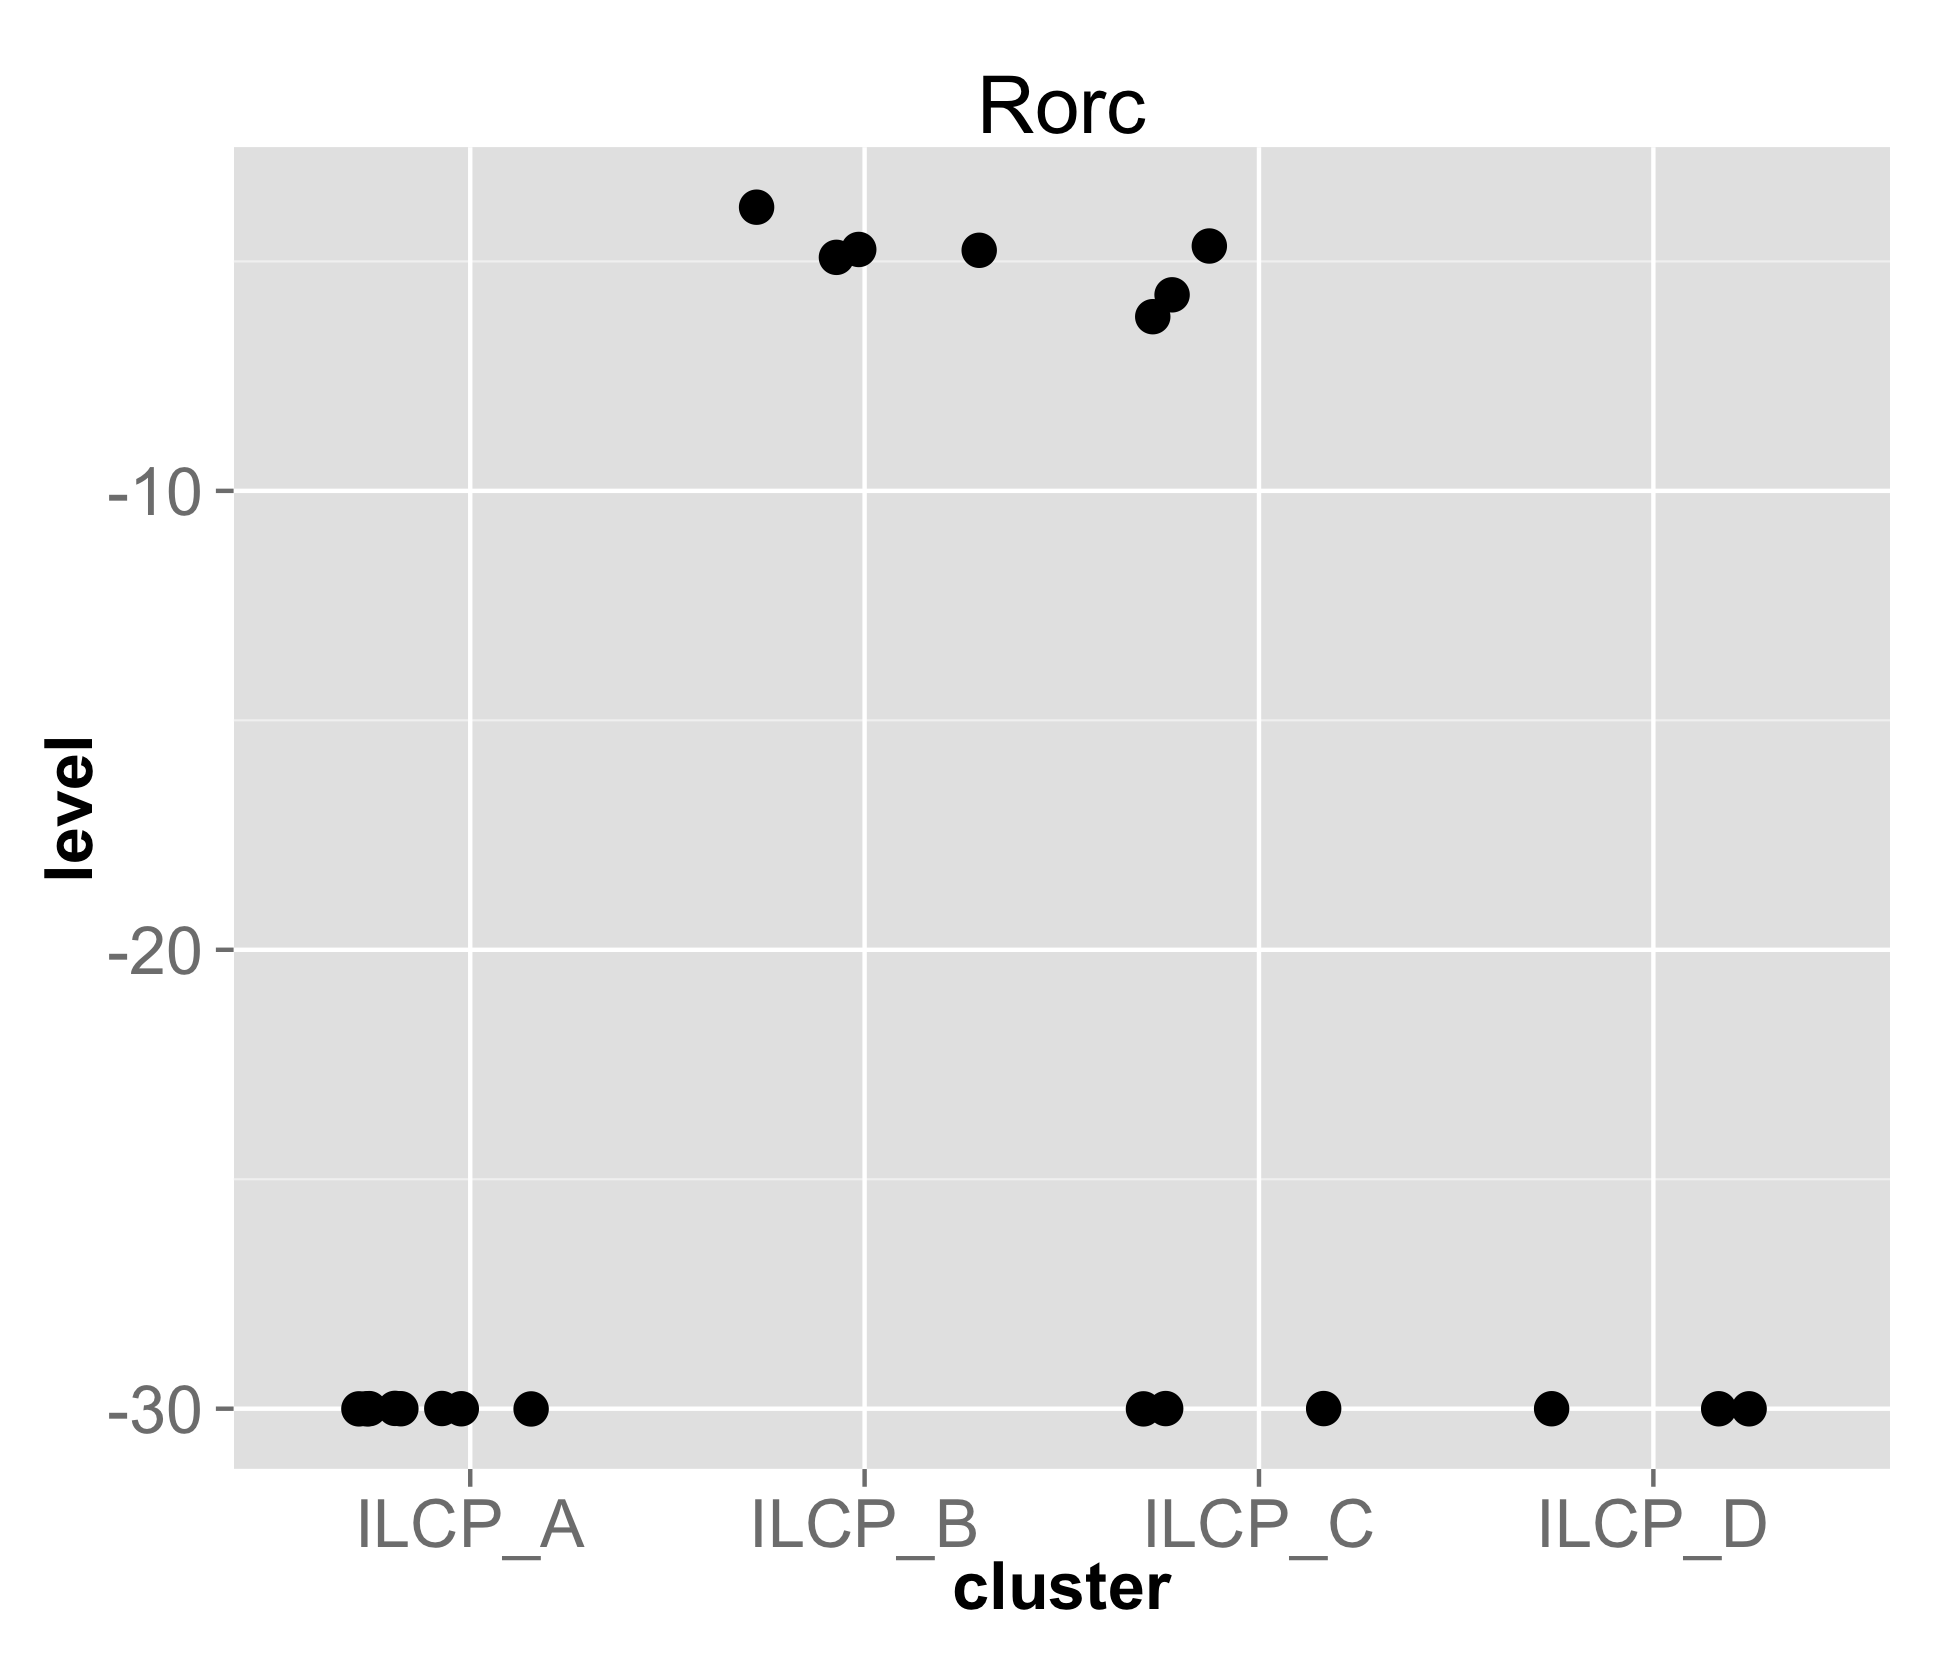 Rorc
level
-10
-20
-30
ILCP_A ILCP_B ILCP_C ILCP_D
cluster